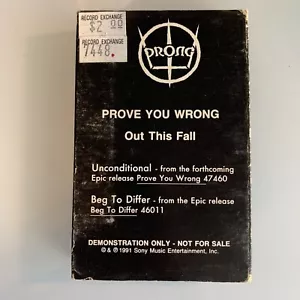 RECORD EXCHANGE
$2.00
RECORD EXCHANGE
7448.
PRONG
PROVE YOU WRONG
Out This Fall
Unconditional - from the forthcoming
Epic release Prove You Wrong 47460
Beg To Differ - from the Epic release
Beg To Differ 46011
DEMONSTRATION ONLY - NOT FOR SALE
© & ℗ 1991 Sony Music Entertainment, Inc.